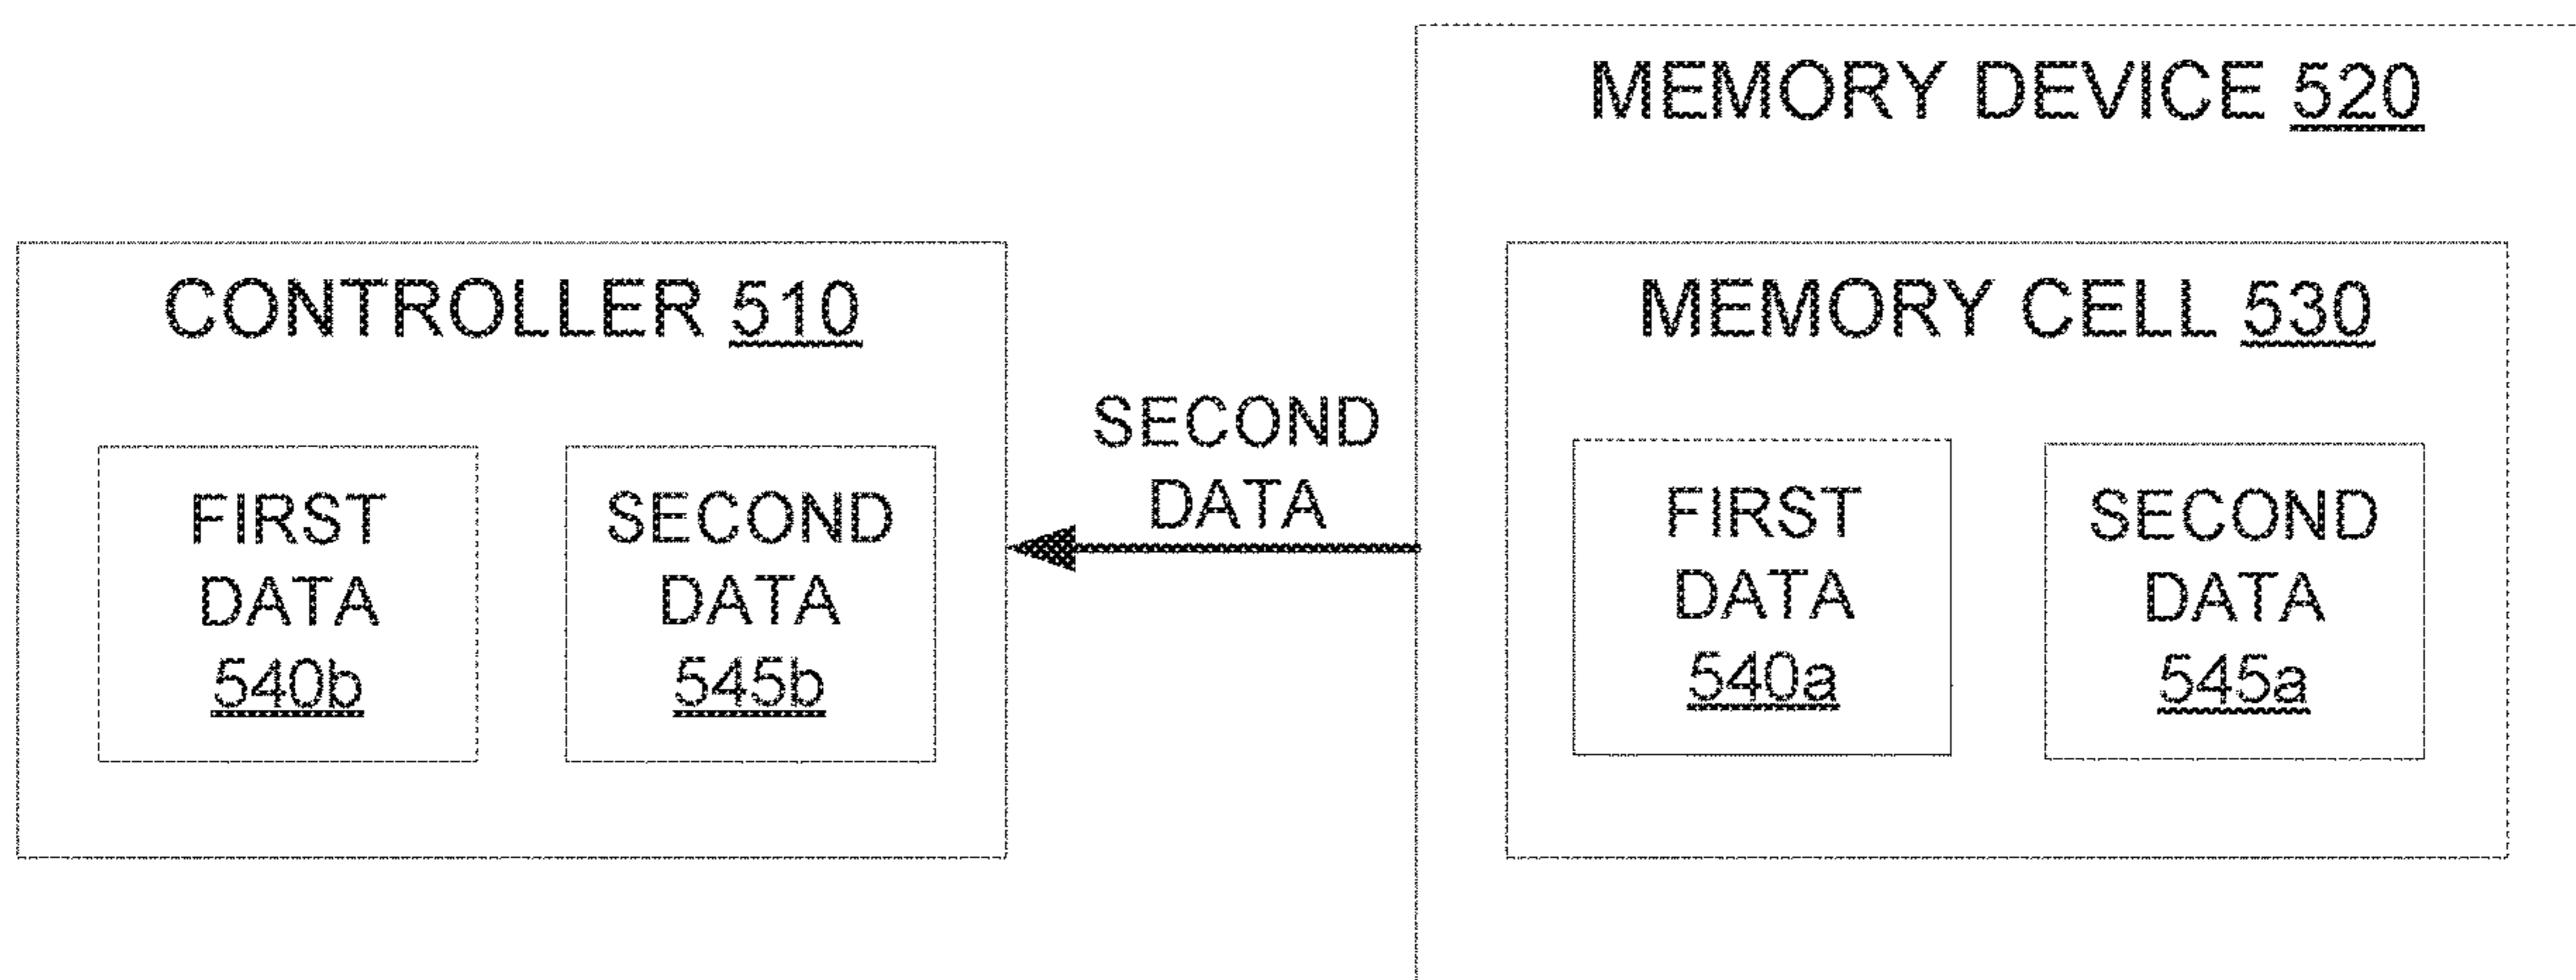 MEMORY DEVICE 520
CONTROLLER 510
FIRST
DATA
540b
SECOND
DATA
545b
SECOND
DATA
MEMORY CELL 530
FIRST
DATA
540a
SECOND
DATA
545a